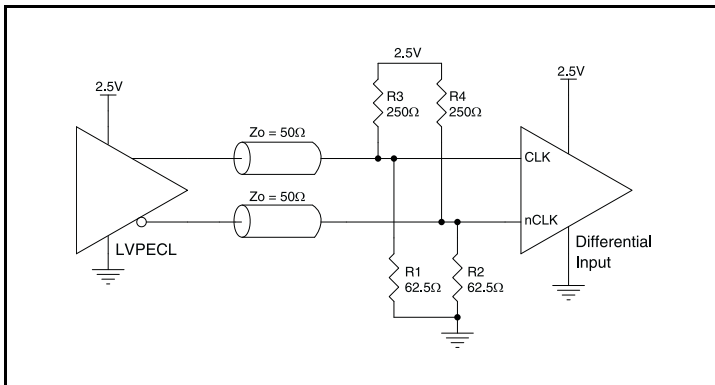 2.5V
2.5V
2.5V
R3
250Ω
R4
250Ω
Zo = 50Ω
CLK
Zo = 50Ω
nCLK
LVPECL
Differential
Input
R1
62.5Ω
R2
62.5Ω